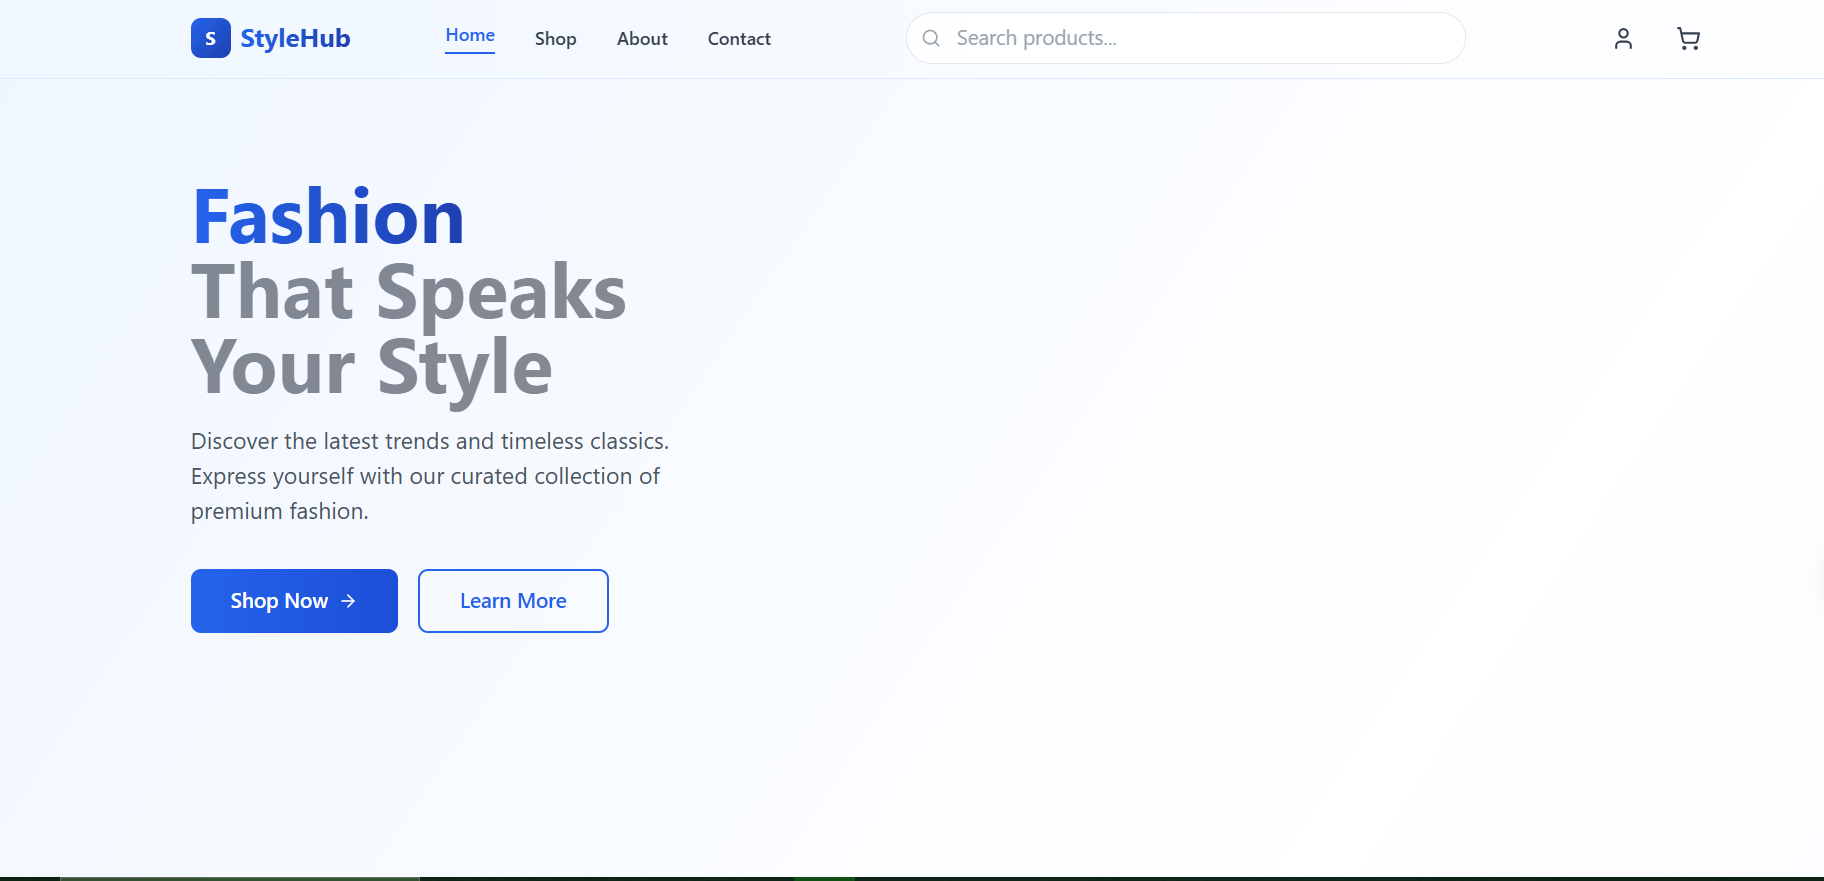 S StyleHub Home Shop About Contact Search products...
Fashion
That Speaks
Your Style
Discover the latest trends and timeless classics.
Express yourself with our curated collection of
premium fashion.
Shop Now Learn More